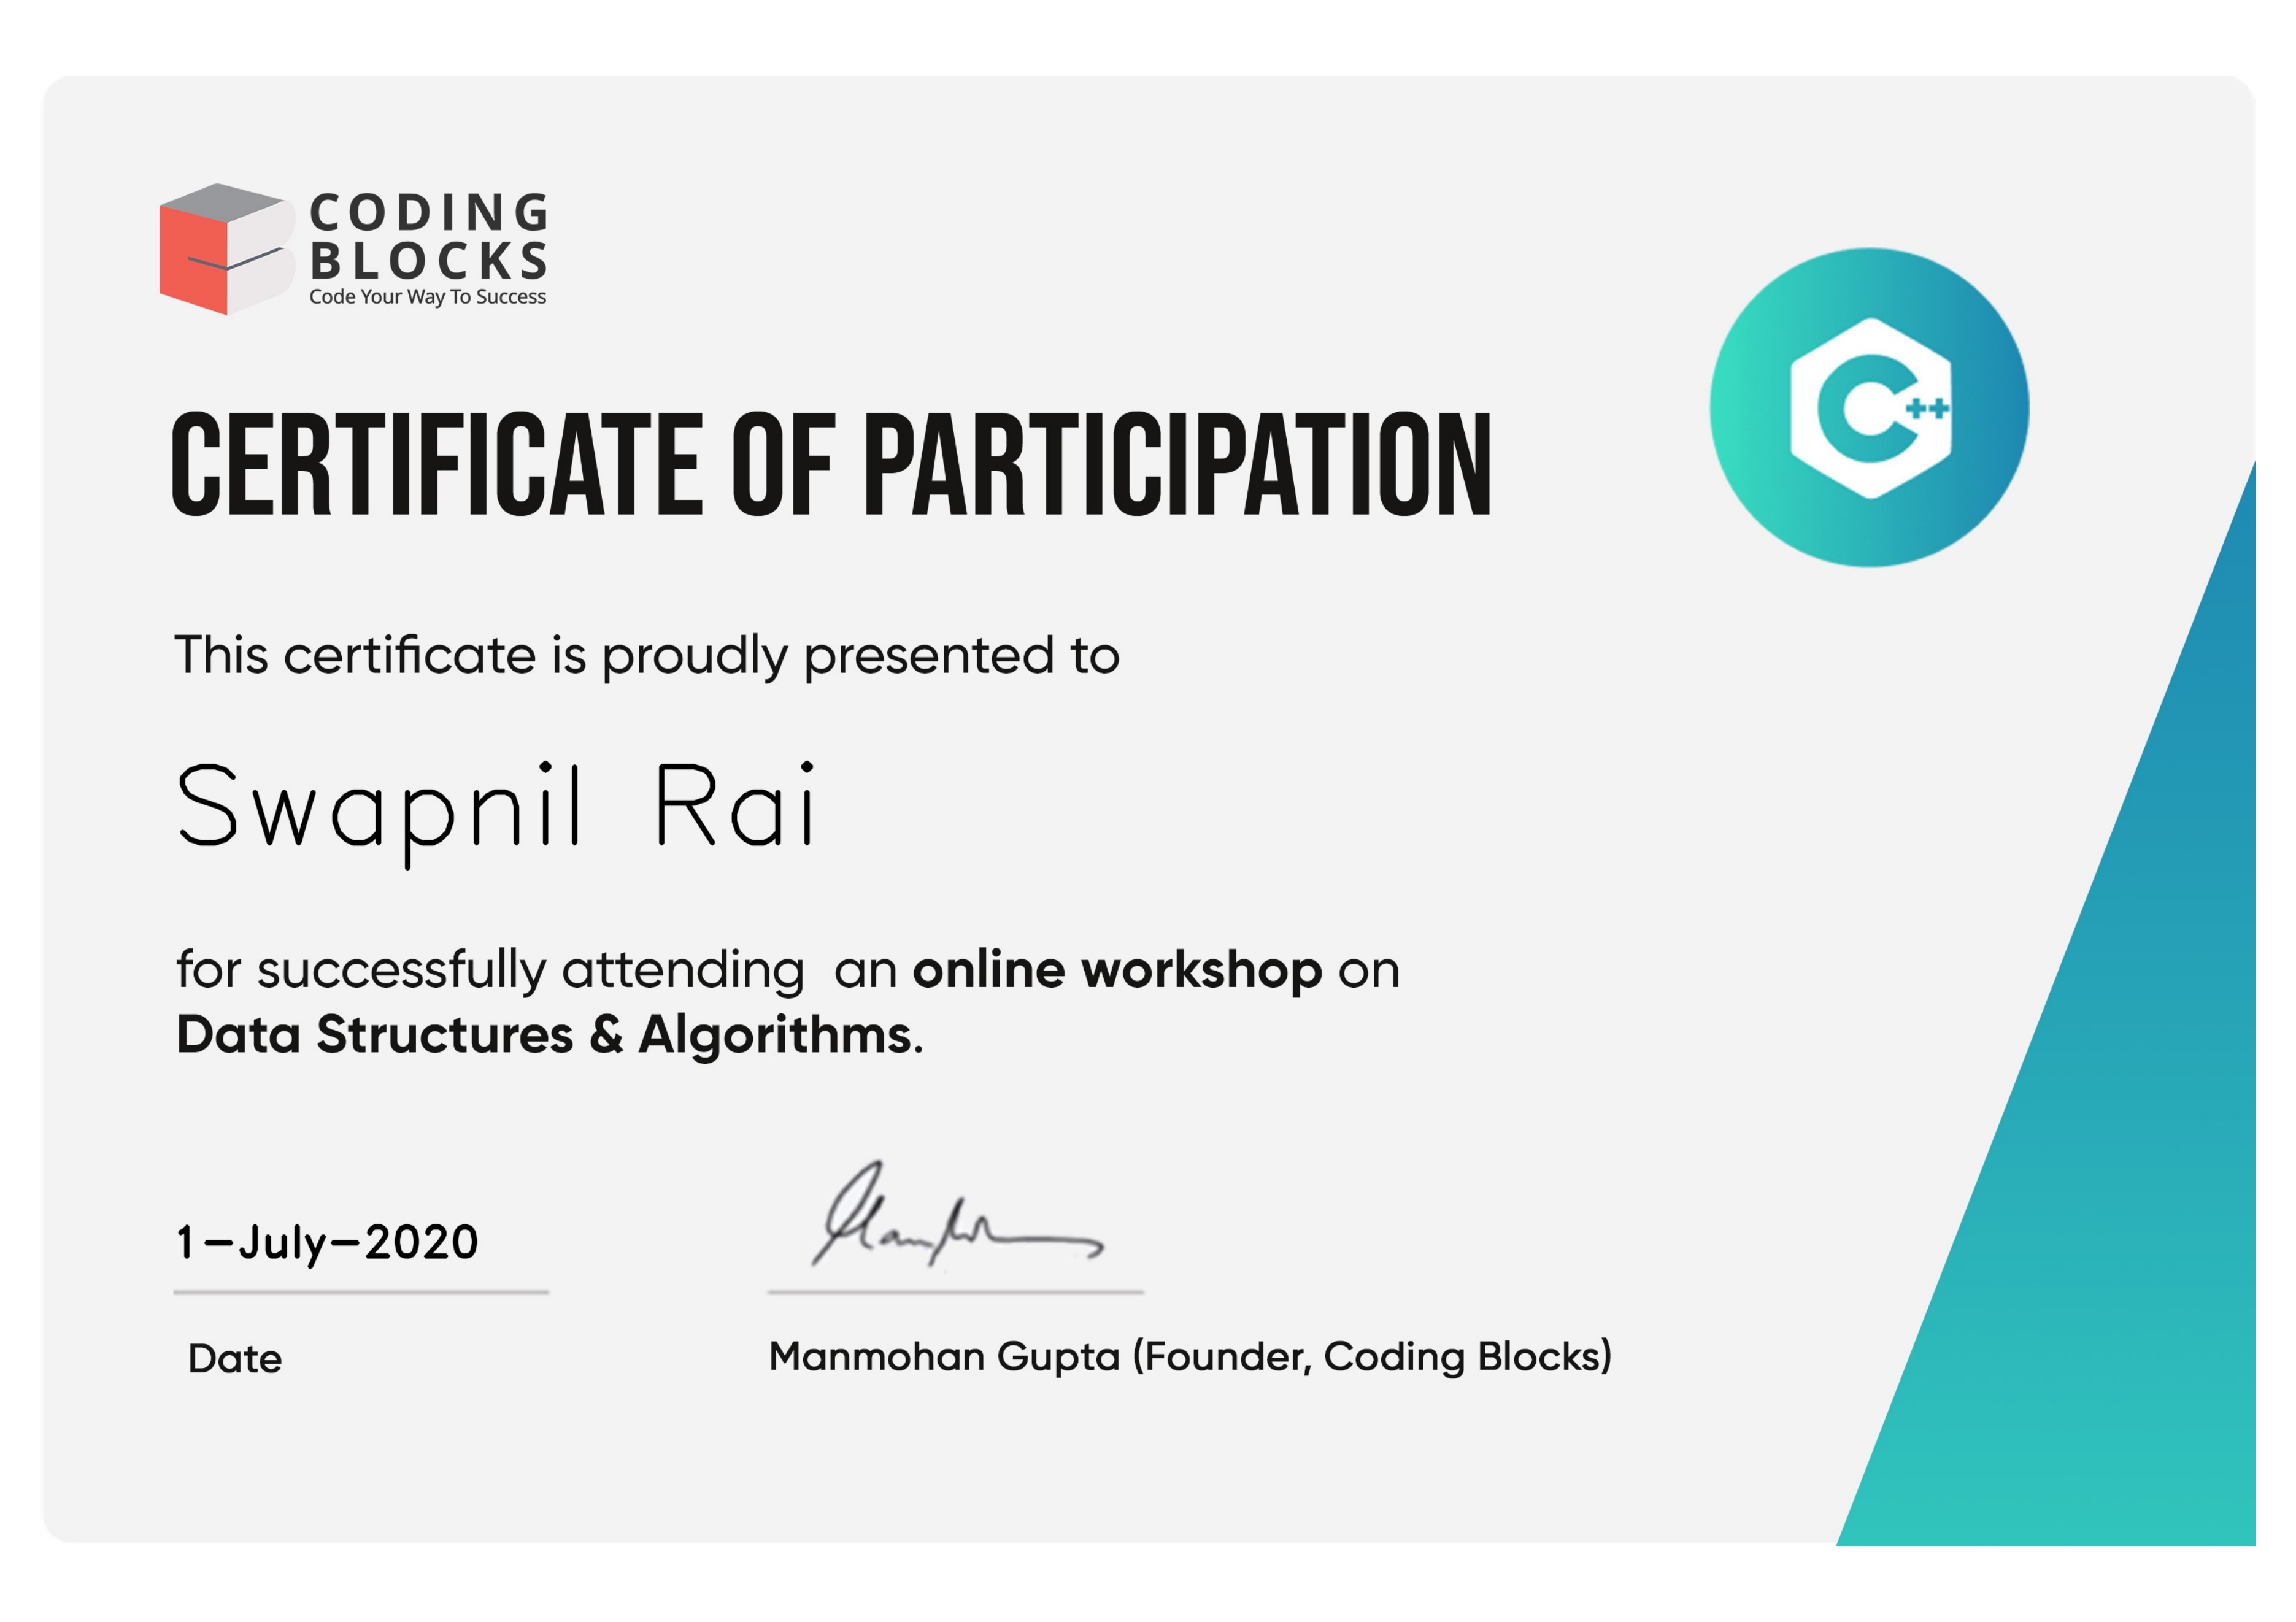 CODING
BLOCKS
Code Your Way To Success
C++
CERTIFICATE OF PARTICIPATION
This certificate is proudly presented to
Swapnil Rai
for successfully attending an online workshop on
Data Structures & Algorithms.
1-July-2020
Date
Manmohan Gupta (Founder, Coding Blocks)